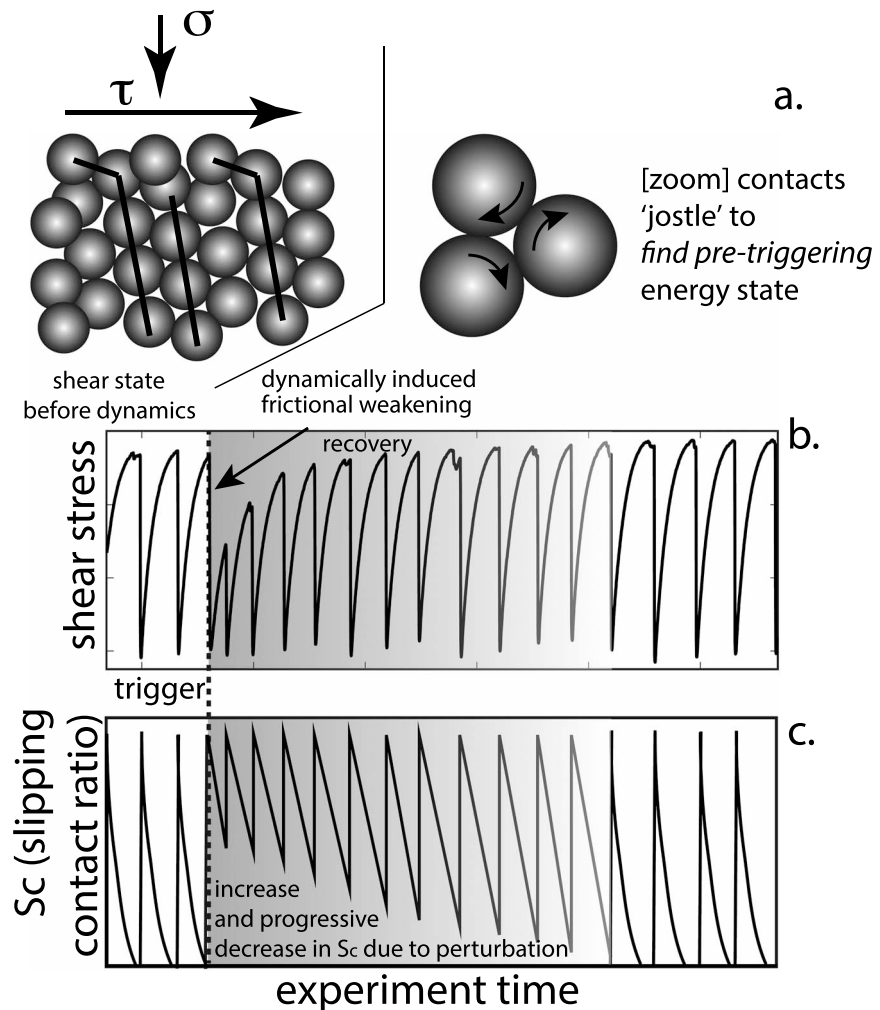 σ
τ
a.
[zoom] contacts
‘jostle’ to
find pre-triggering
energy state
shear state
before dynamics
dynamically induced
frictional weakening
b.
recovery
shear stress
trigger
c.
Sc (slipping
contact ratio)
increase
and progressive
decrease in Sc due to perturbation
experiment time